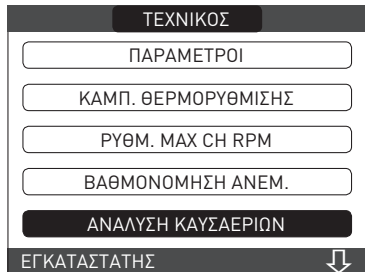 ΤΕΧΝΙΚΟΣ
ΠΑΡΑΜΕΤΡΟΙ
ΚΑΜΠ. ΘΕΡΜΟΡΥΘΜΙΣΗΣ
ΡΥΘΜ. MAX CH RPM
ΒΑΘΜΟΝΟΜΗΣΗ ΑΝΕΜ.
ΑΝΑΛΥΣΗ ΚΑΥΣΑΕΡΙΩΝ
ΕΓΚΑΤΑΣΤΑΤΗΣ